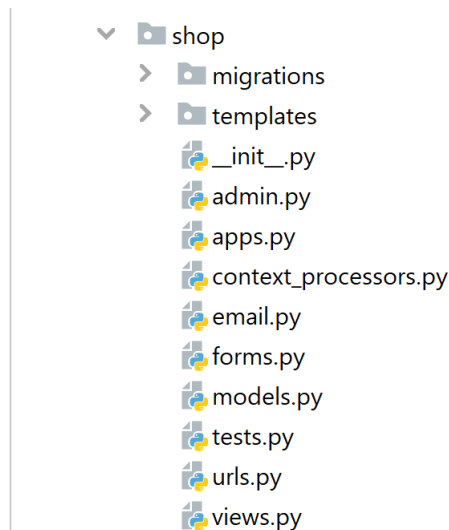 shop
migrations
templates
__init__.py
admin.py
apps.py
context_processors.py
email.py
forms.py
models.py
tests.py
urls.py
views.py